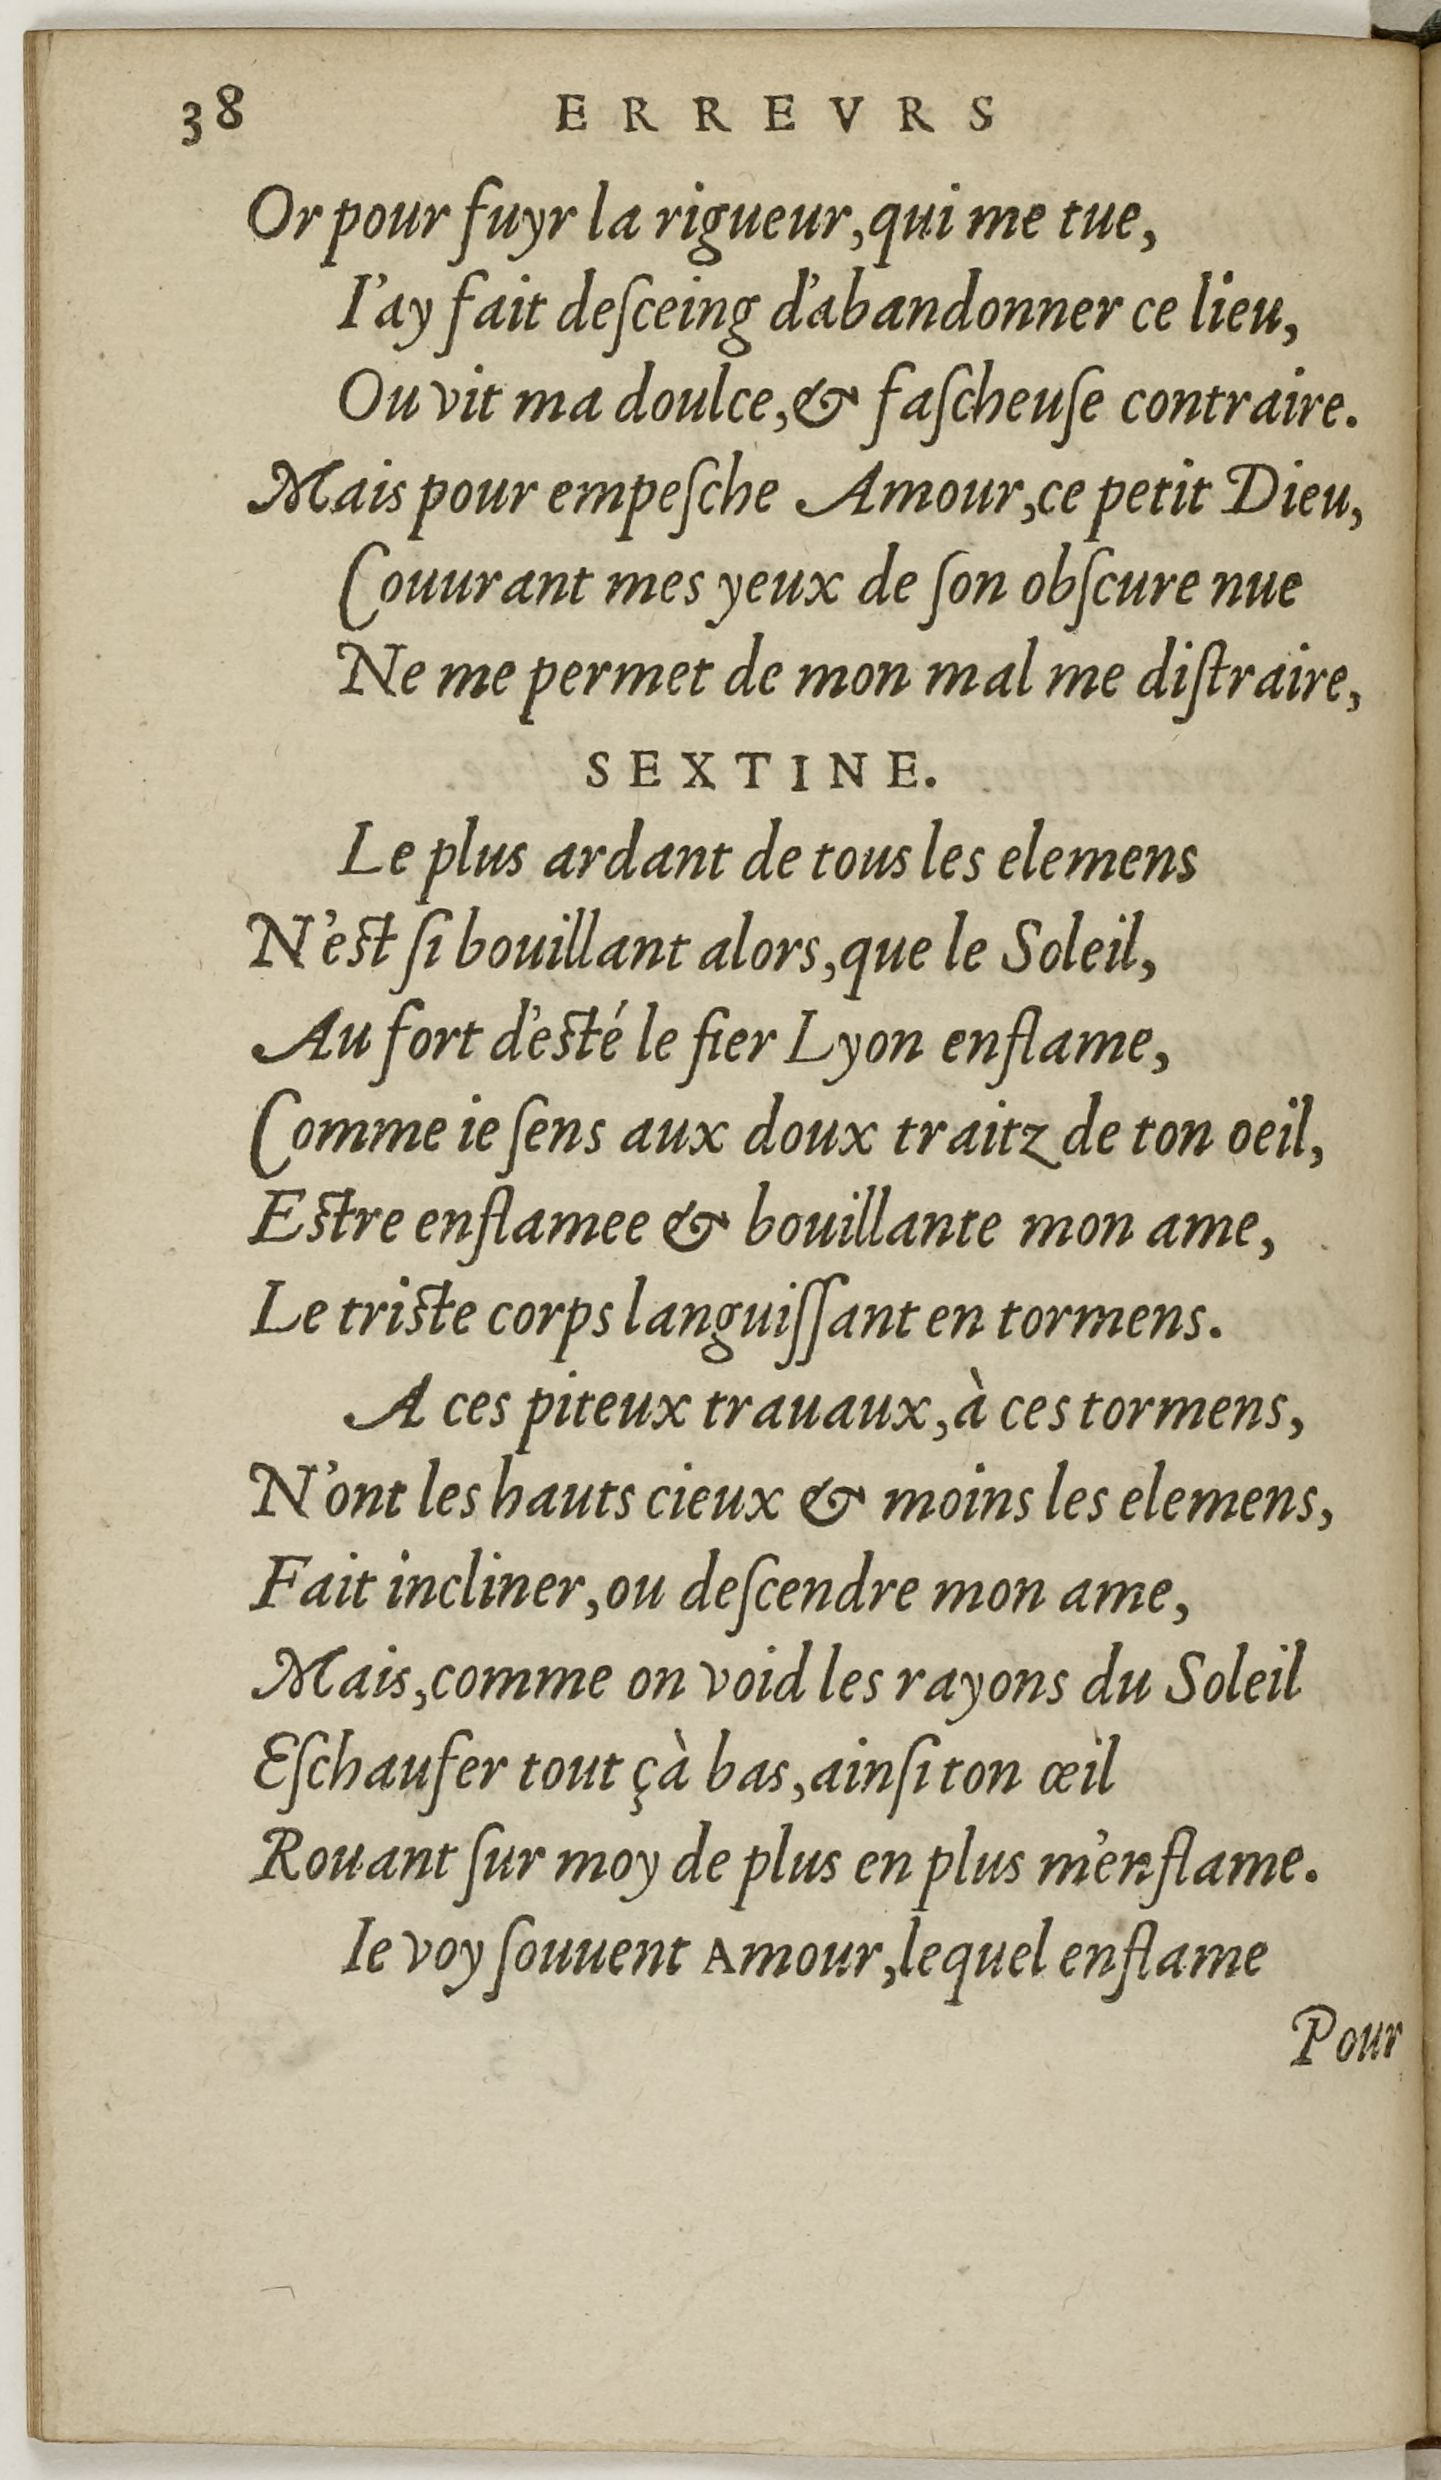 38 ERREVRS
Or pour fuyr la rigueur, qui me tue,
I'ay fait deſceing d'abandonner ce lieu,
Ou vit ma doulce, & faſcheuſe contraire.
Mais pour empeſche Amour, ce petit Dieu,
Couurant mes yeux de ſon obſcure nue
Ne me permet de mon mal me diſtraire,
SEXTINE.
Le plus ardant de tous les elemens
N'eſt ſi bouillant alors, que le Soleil,
Au fort d'eſté le fier Lyon enflame,
Comme ie ſens aux doux traitz de ton oeil,
Eſtre enflamee & bouillante mon ame,
Le triſte corps languiſſant en tormens.
A ces piteux trauaux, à ces tormens,
N'ont les hauts cieux & moins les elemens,
Fait incliner, ou deſcendre mon ame,
Mais, comme on void les rayons du Soleil
Eſchaufer tout çà bas, ainſi ton œil
Rouant ſur moy de plus en plus m'enflame.
Ie voy ſouuent Amour, lequel enflame
Pour